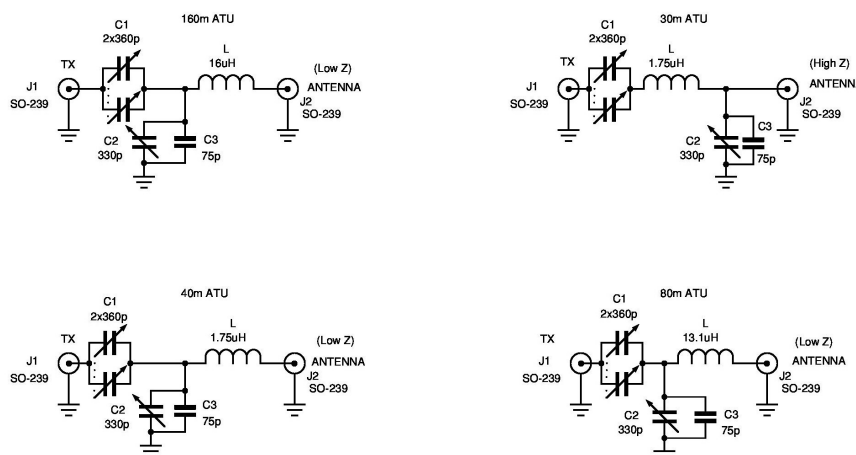 160m ATU
C1
2x360p
TX
L
16uH
(Low Z)
J1
ANTENNA
SO-239
J2
SO-239
C2
330p
C3
75p
30m ATU
C1
2x360p
TX
L
1.75uH
(High Z)
J1
ANTENN
SO-239
J2
SO-239
C2
330p
C3
75p
40m ATU
C1
2x360p
TX
L
1.75uH
(Low Z)
J1
ANTENNA
SO-239
J2
SO-239
C2
330p
C3
75p
80m ATU
C1
2x360p
TX
L
13.1uH
(Low Z)
J1
ANTENNA
SO-239
J2
SO-239
C2
330p
C3
75p